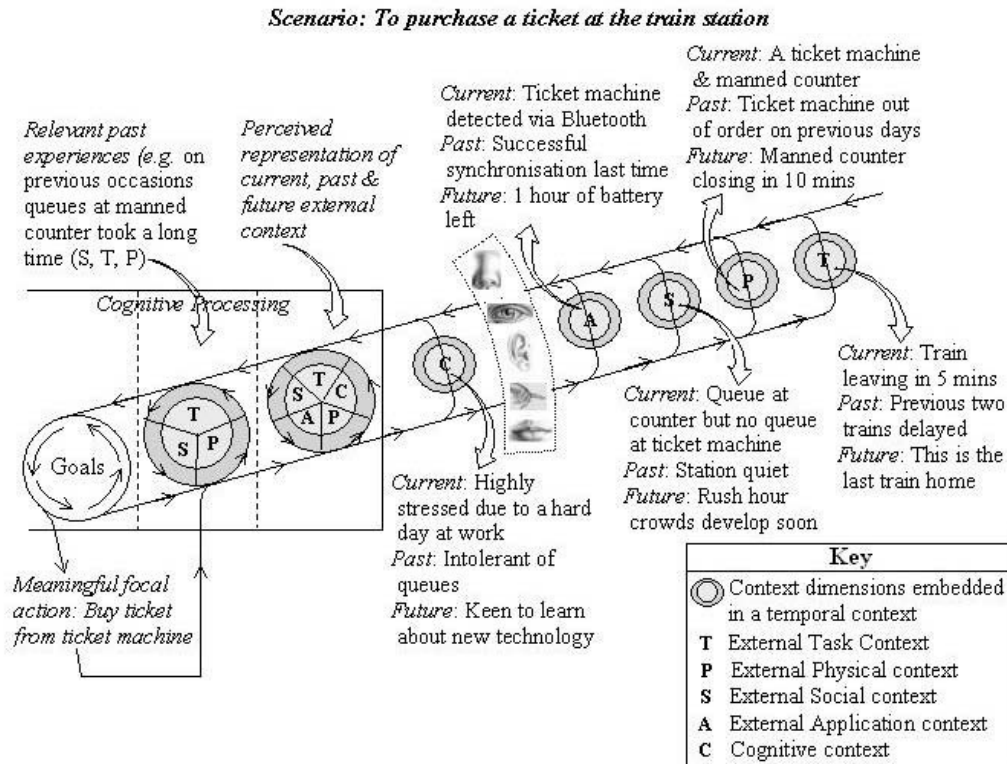 Scenario: To purchase a ticket at the train station
Relevant past
experiences (e.g. on
previous occasions
queues at manned
counter took a long
time (S, T, P)
Perceived
representation of
current, past &
future external
context
Current: Ticket machine
detected via Bluetooth
Past: Successful
synchronisation last time
Future: 1 hour of battery
left
Current: A ticket machine
& manned counter
Past: Ticket machine out
of order on previous days
Future: Manned counter
closing in 10 mins
Cognitive Processing
Goals
T
S
P
T
S
C
A
P
C
A
S
P
T
Meaningful focal
action: Buy ticket
from ticket machine
Current: Highly
stressed due to a hard
day at work
Past: Intolerant of
queues
Future: Keen to learn
about new technology
Current: Queue at
counter but no queue
at ticket machine
Past: Station quiet
Future: Rush hour
crowds develop soon
Current: Train
leaving in 5 mins
Past: Previous two
trains delayed
Future: This is the
last train home
Key
Context dimensions embedded
in a temporal context
T External Task Context
P External Physical context
S External Social context
A External Application context
C Cognitive context